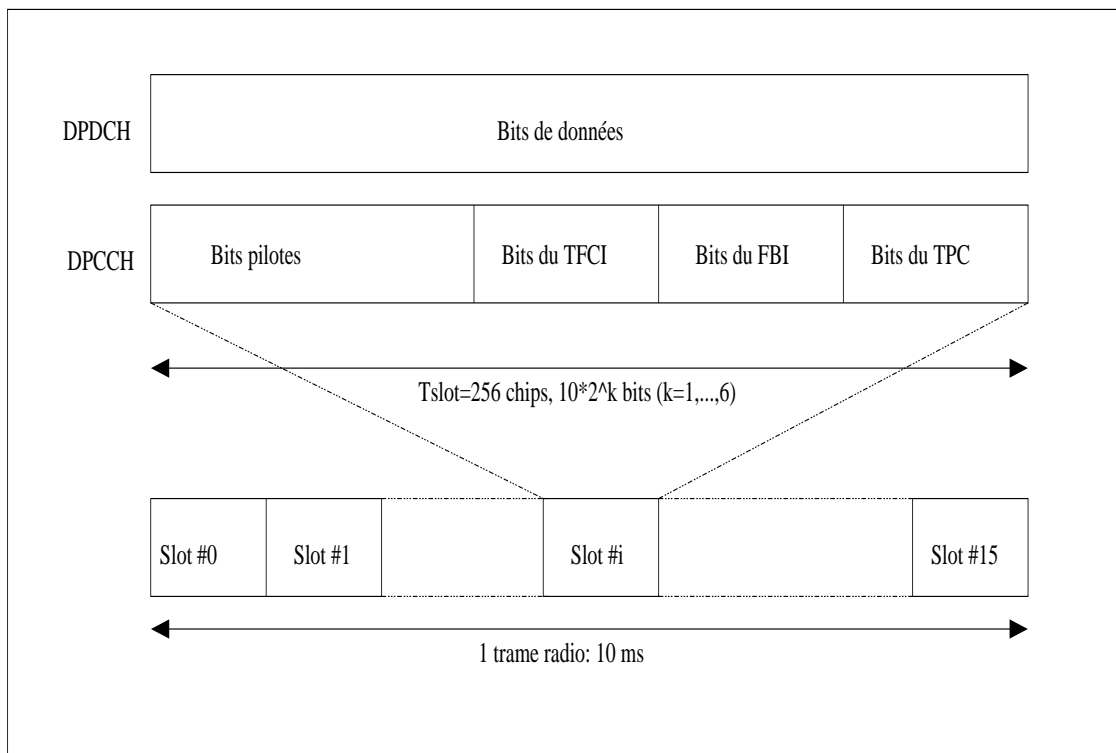 DPDCH
Bits de données
DPCCH
Bits pilotes
Bits du TFCI
Bits du FBI
Bits du TPC
Tslot=256 chips, 10*2^k bits (k=1,...,6)
Slot #0
Slot #1
Slot #i
Slot #15
1 trame radio: 10 ms